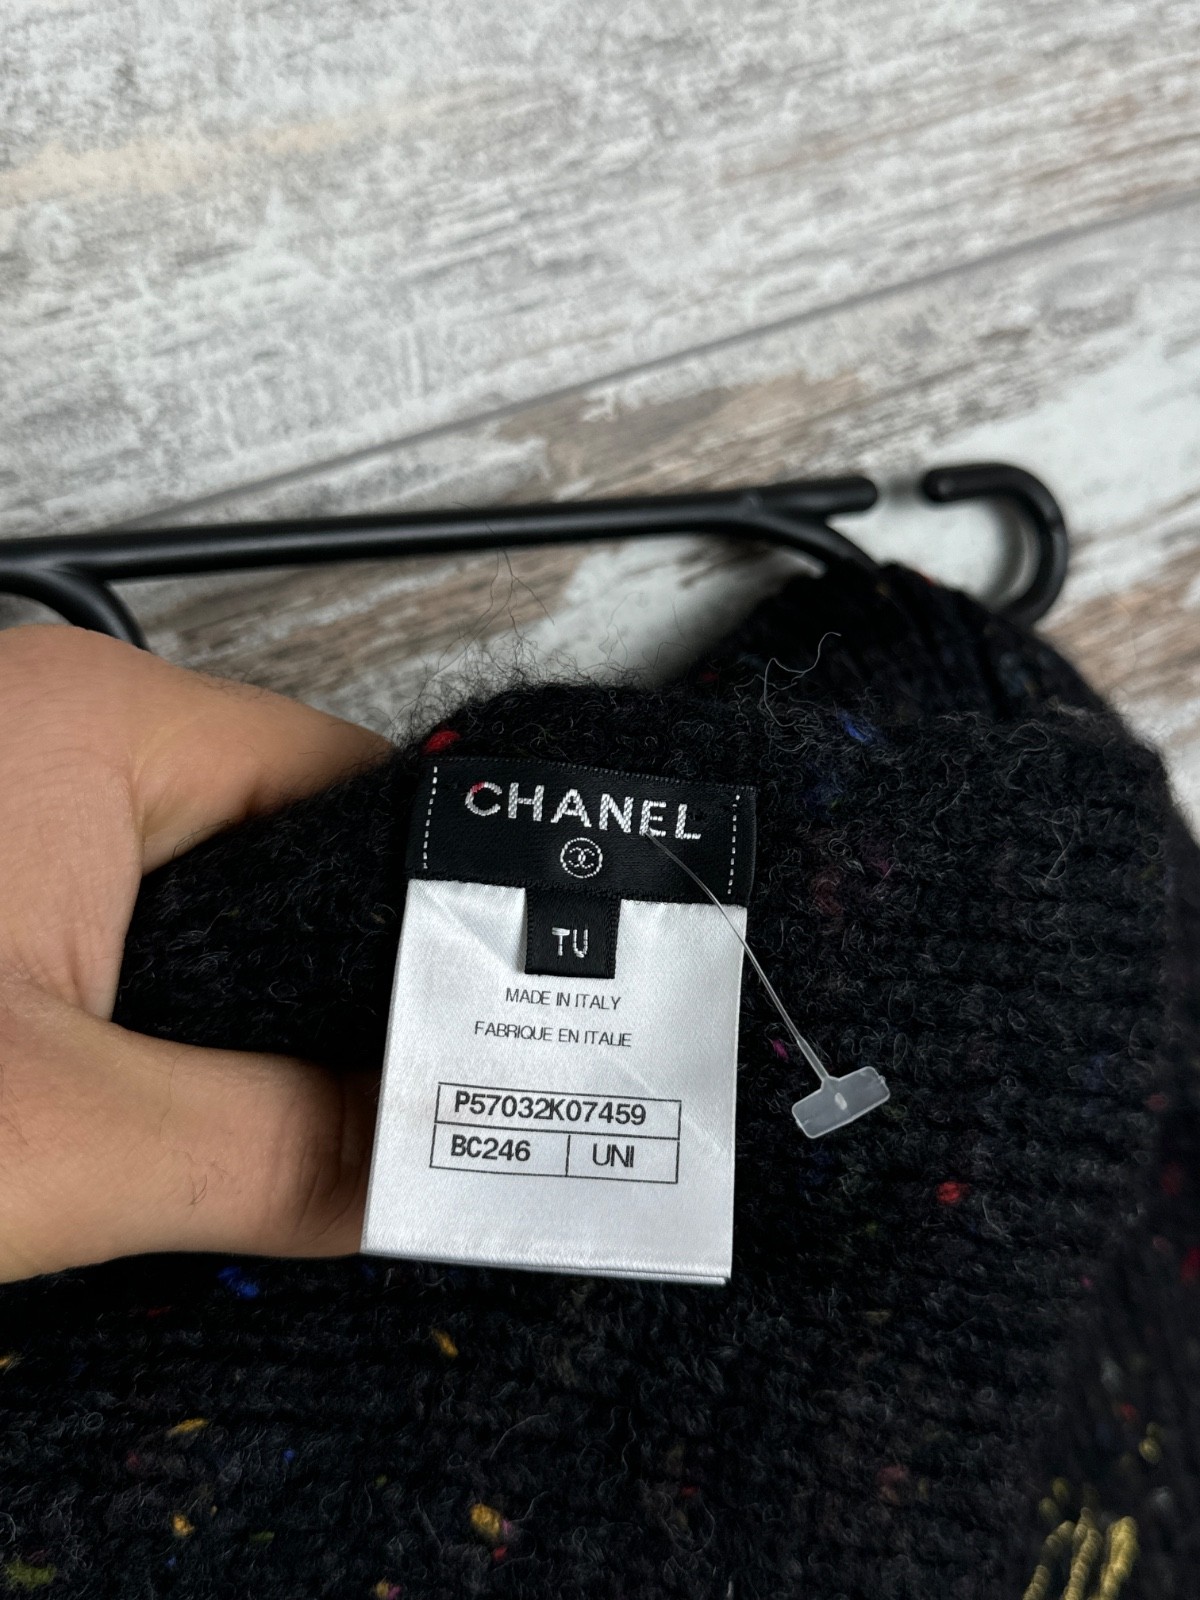 CHANEL
TU
MADE IN ITALY
FABRIQUE EN ITALIE
P57032K07459
BC246 UNI